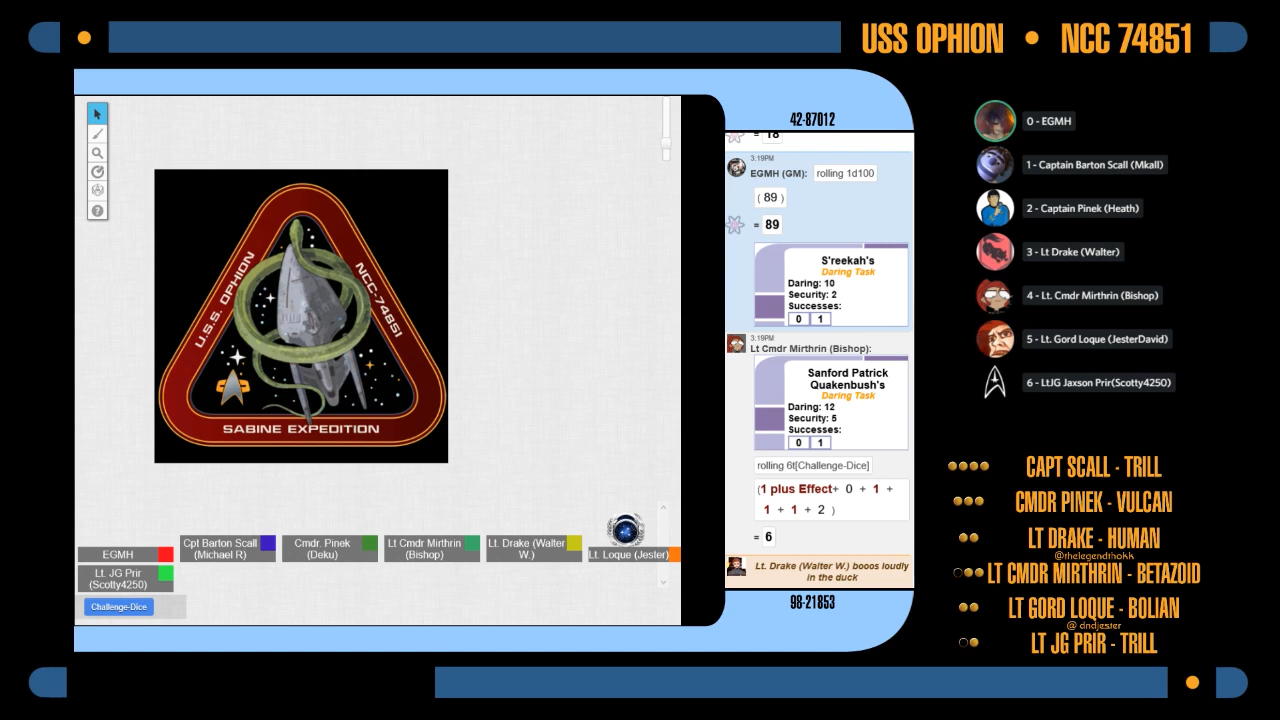 USS OPHION • NCC 74851
U.S.S. OPHION
NCC-74851
SABINE EXPEDITION
EGMH
Cpt Barton Scall
(Michael R)
Cmdr. Pinek
(Deku)
Lt Cmdr Mirthrin
(Bishop)
Lt. Drake (Walter
W.)
Lt. Loque (Jester)
Lt. JG Prir
(Scotty4250)
Challenge-Dice
42-87012
= 18
3:19PM
EGMH (GM): rolling 1d100
( 89 )
= 89
S'reekah's
Daring Task
Daring: 10
Security: 2
Successes:
0 1
3:19PM
Lt Cmdr Mirthrin (Bishop):
Sanford Patrick
Quakenbush's
Daring Task
Daring: 12
Security: 5
Successes:
0 1
rolling 6t[Challenge-Dice]
(1 plus Effect+ 0 + 1 +
1 + 1 + 2 )
= 6
Lt. Drake (Walter W.) booos loudly
in the duck
98-21853
0 - EGMH
1 - Captain Barton Scall (Mkall)
2 - Captain Pinek (Heath)
3 - Lt Drake (Walter)
4 - Lt. Cmdr Mirthrin (Bishop)
5 - Lt. Gord Loque (JesterDavid)
6 - LtJG Jaxson Prir(Scotty4250)
CAPT SCALL - TRILL
CMDR PINEK - VULCAN
LT DRAKE - HUMAN
@thelegendthokk
LT CMDR MIRTHRIN - BETAZOID
LT GORD LOQUE - BOLIAN
@dndjester
LT JG PRIR - TRILL